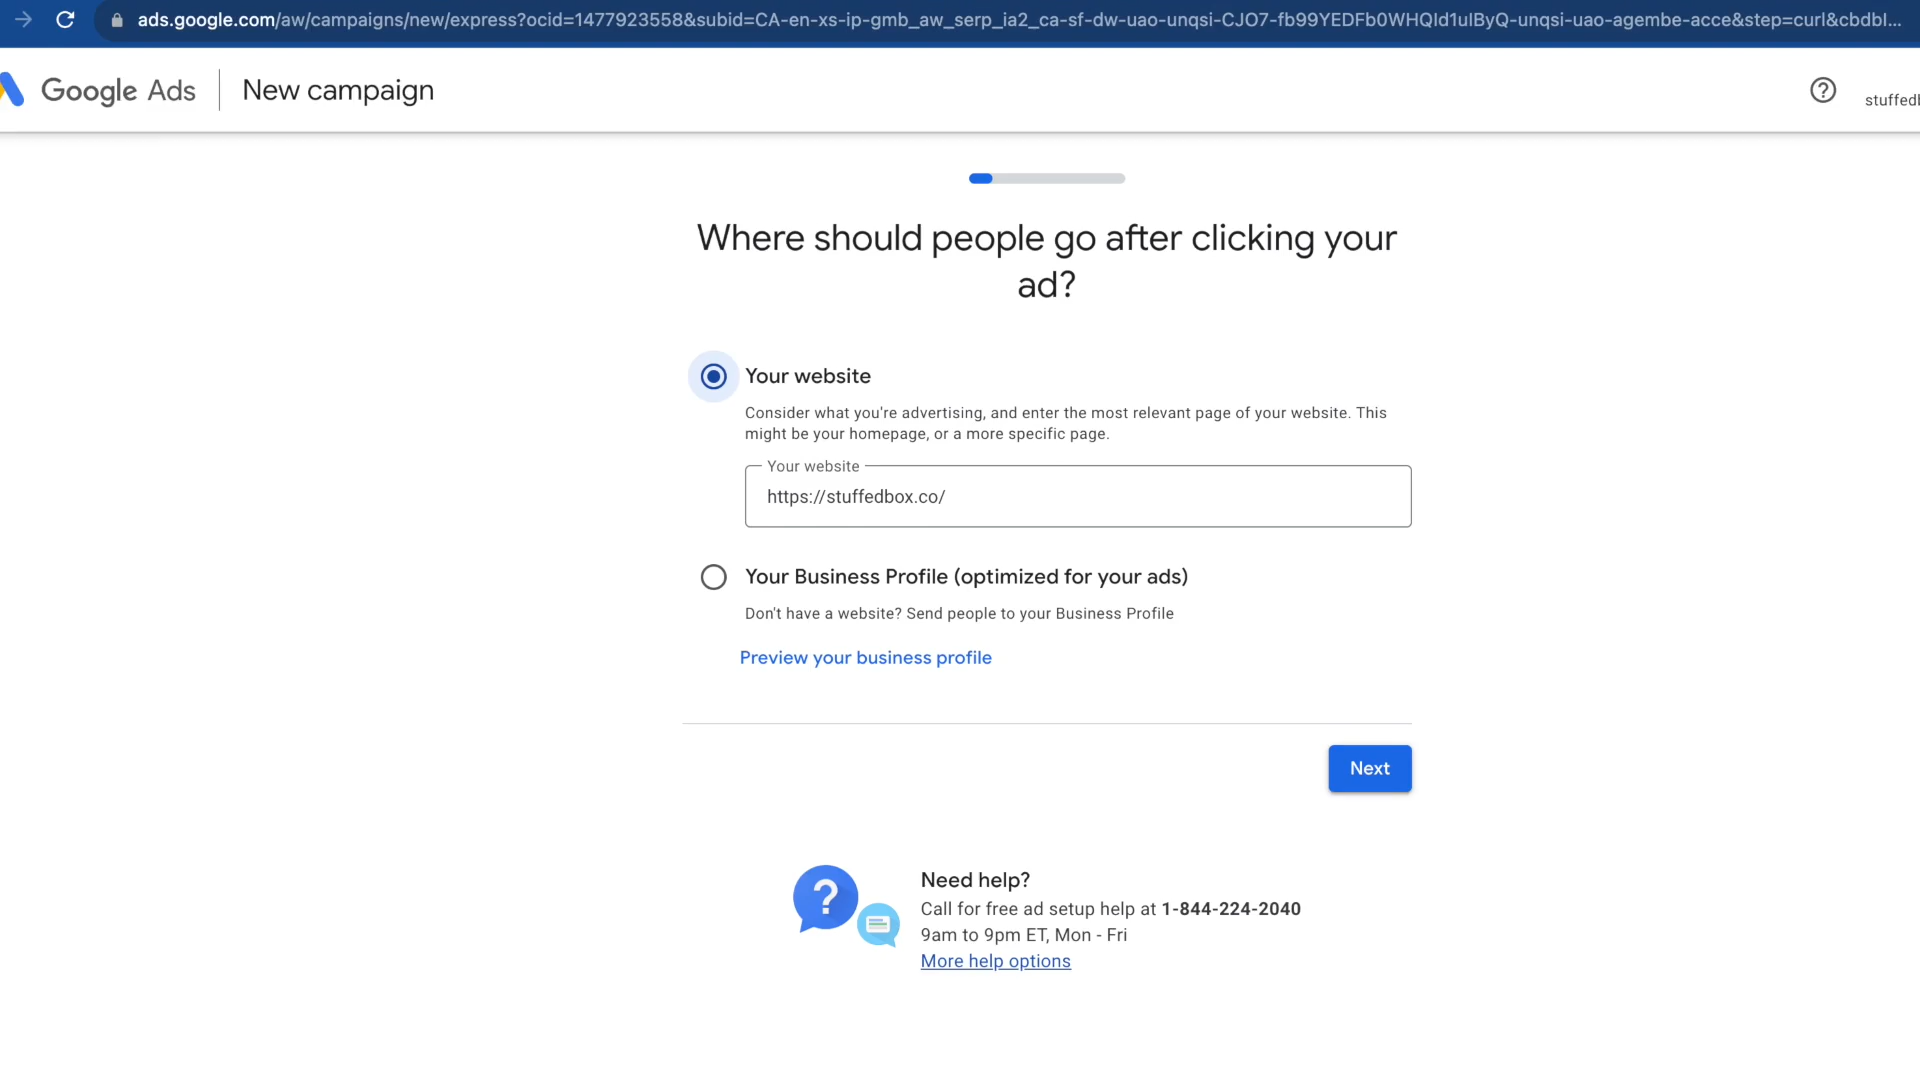 ads.google.com/aw/campaigns/new/express?ocid=1477923558&subid=CA-en-xs-ip-gmb_aw_serp_ia2_ca-sf-dw-uao-unqsi-CJO7-fb99YEDFb0WHQId1uIByQ-unqsi-uao-agembe-acce&step=curl&cbdbl...
Google Ads New campaign
stuffedb
Where should people go after clicking your
ad?
Your website
Consider what you're advertising, and enter the most relevant page of your website. This
might be your homepage, or a more specific page.
Your website
https://stuffedbox.co/
Your Business Profile (optimized for your ads)
Don't have a website? Send people to your Business Profile
Preview your business profile
Next
Need help?
Call for free ad setup help at 1-844-224-2040
9am to 9pm ET, Mon - Fri
More help options